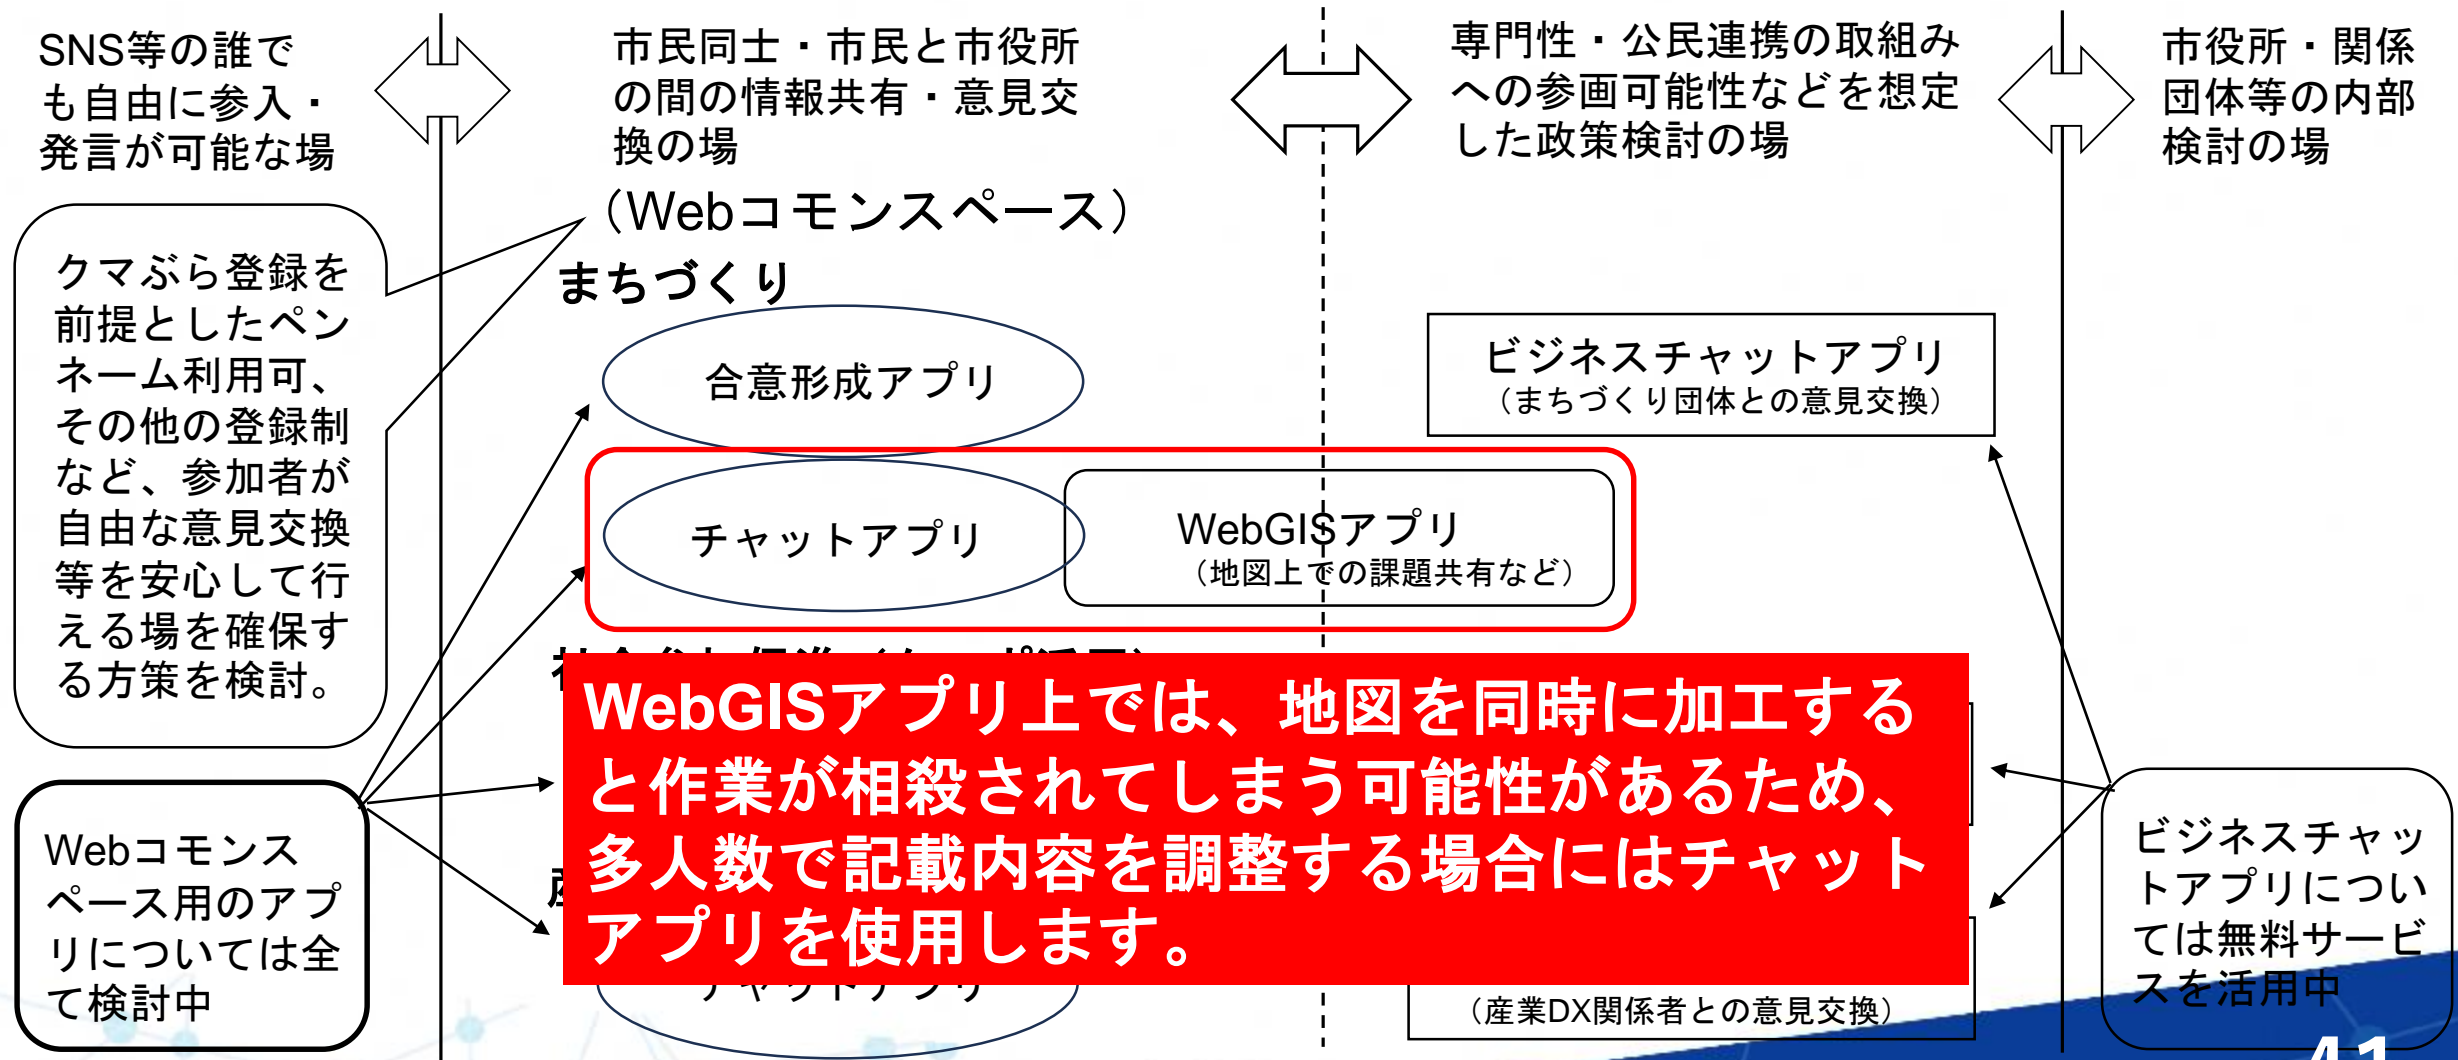 SNS等の誰で
も自由に参入・
発言が可能な場
市民同士・市民と市役所
の間の情報共有・意見交
換の場
（Webコモンスペース）
専門性・公民連携の取組み
への参画可能性などを想定
した政策検討の場
市役所・関係
団体等の内部
検討の場
クマぶら登録を
前提としたペン
ネーム利用可、
その他の登録制
など、参加者が
自由な意見交換
等を安心して行
える場を確保す
る方策を検討。
まちづくり
合意形成アプリ
ビジネスチャットアプリ
（まちづくり団体との意見交換）
チャットアプリ
WebGISアプリ
（地図上での課題共有など）
WebGISアプリ上では、地図を同時に加工する
と作業が相殺されてしまう可能性があるため、
多人数で記載内容を調整する場合にはチャット
アプリを使用します。
チャットアプリ
（産業DX関係者との意見交換）
Webコモンス
ペース用のアプ
リについては全
て検討中
ビジネスチャッ
トアプリについ
ては無料サービ
スを活用中
41